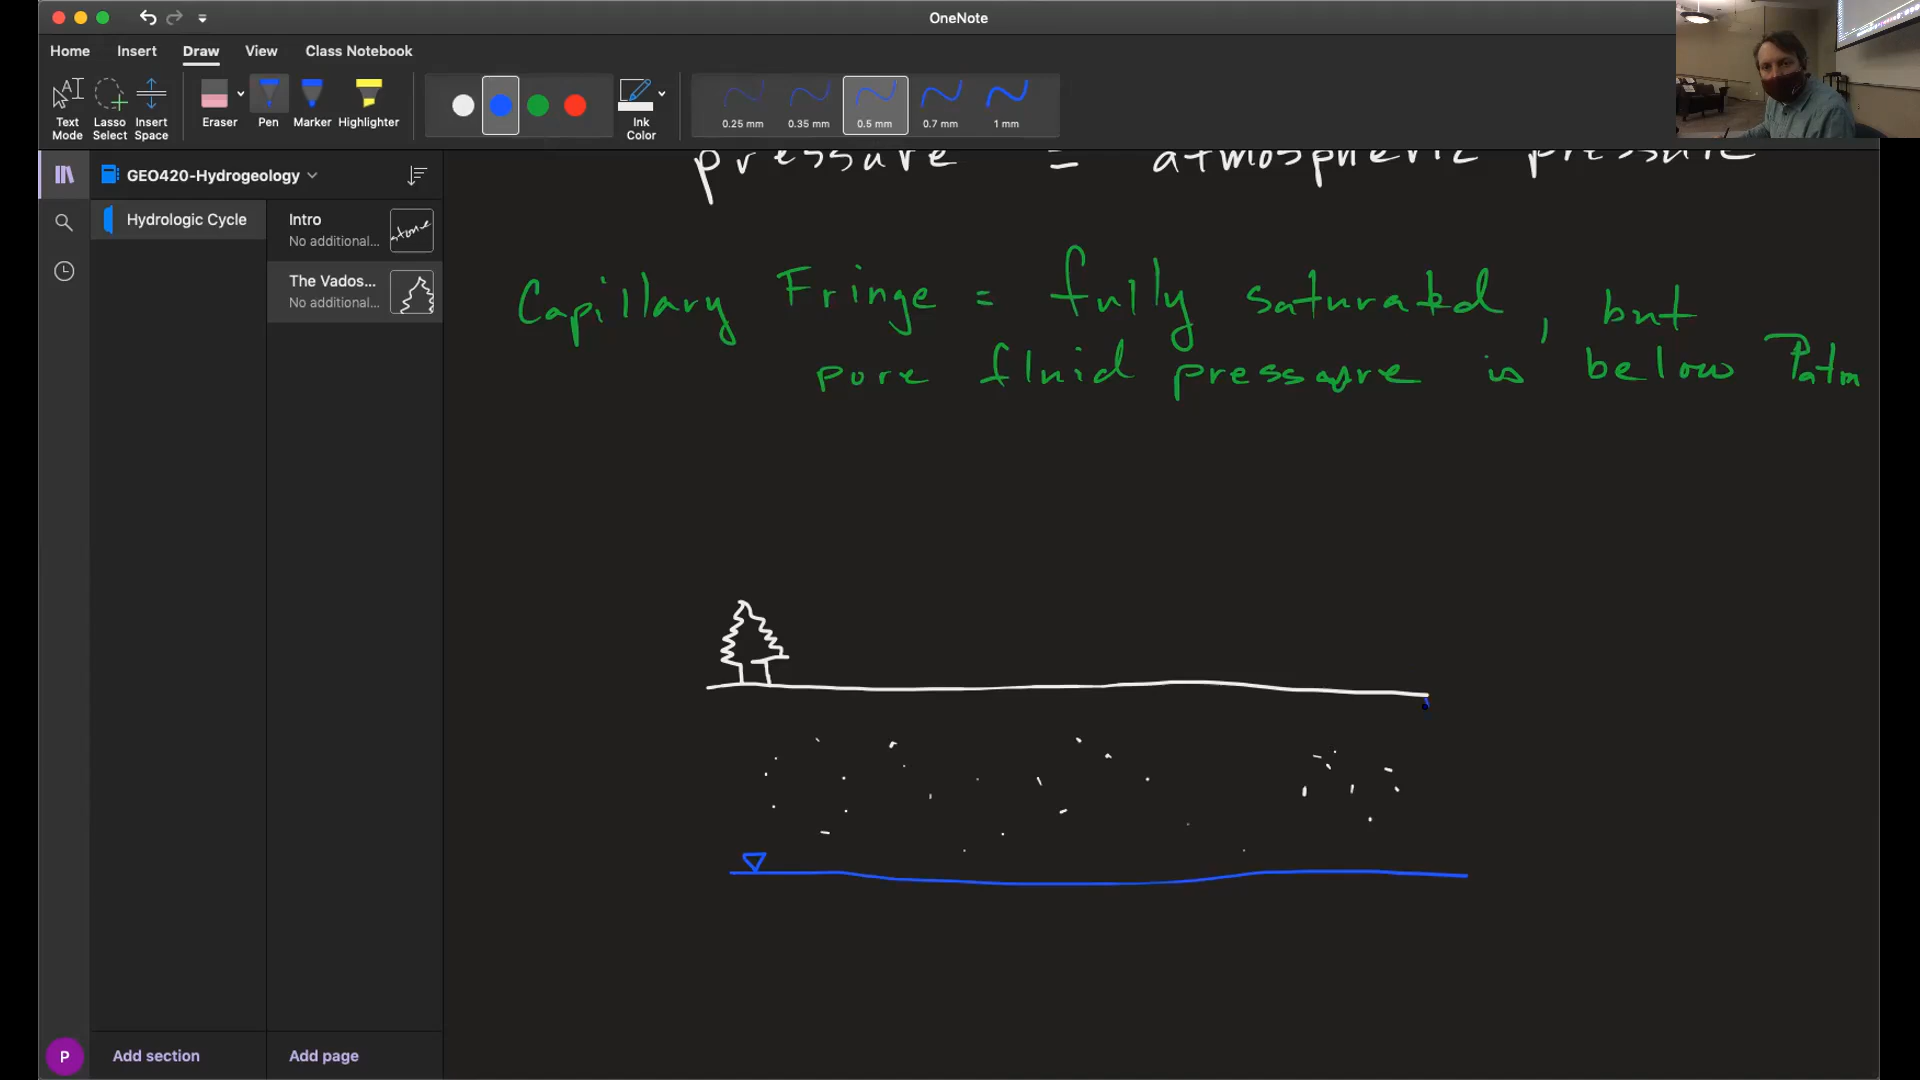 OneNote
Home Insert Draw View Class Notebook
Text Mode
Lasso Select
Insert Space
Eraser
Pen
Marker
Highlighter
Ink Color
0.25 mm
0.35 mm
0.5 mm
0.7 mm
1 mm
GEO420-Hydrogeology
Hydrologic Cycle
Intro
No additional...
The Vados...
No additional...
pressure = atmospheric pressure
Capillary Fringe = fully saturated, but
pore fluid pressure is below Patm
P
Add section
Add page